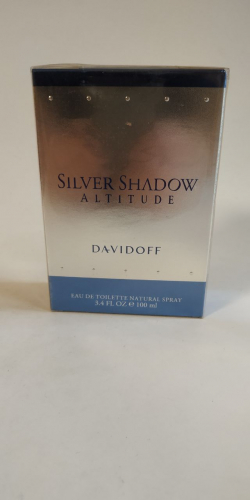 SILVER SHADOW
ALTITUDE
DAVIDOFF
EAU DE TOILETTE NATURAL SPRAY
3.4 FL OZ ℮ 100 ml